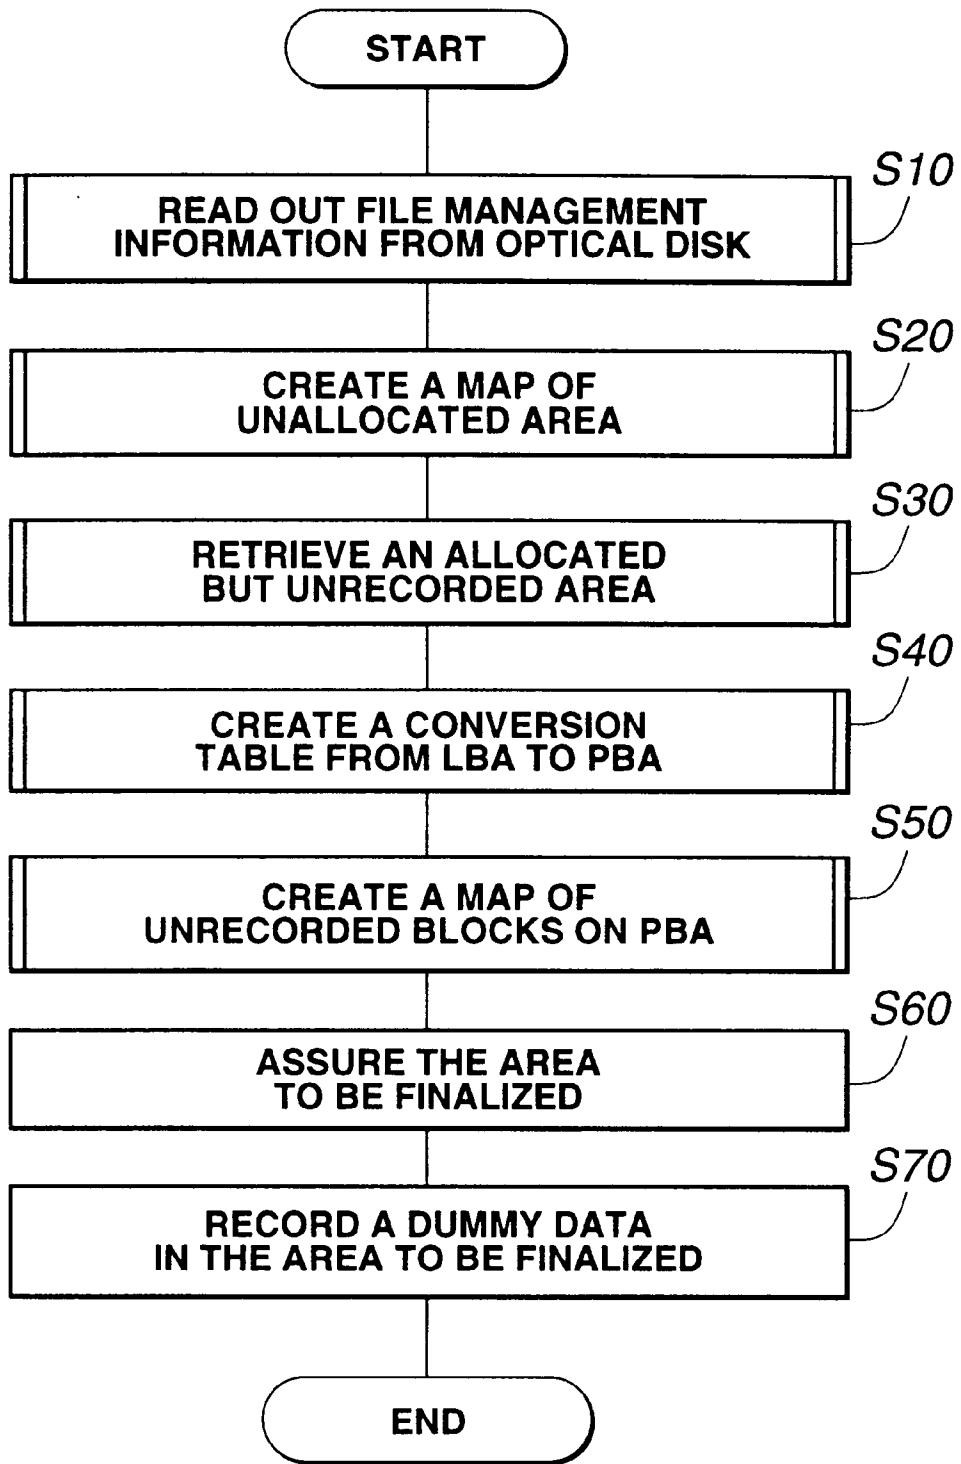 START
S10
READ OUT FILE MANAGEMENT
INFORMATION FROM OPTICAL DISK
S20
CREATE A MAP OF
UNALLOCATED AREA
S30
RETRIEVE AN ALLOCATED
BUT UNRECORDED AREA
S40
CREATE A CONVERSION
TABLE FROM LBA TO PBA
S50
CREATE A MAP OF
UNRECORDED BLOCKS ON PBA
S60
ASSURE THE AREA
TO BE FINALIZED
S70
RECORD A DUMMY DATA
IN THE AREA TO BE FINALIZED
END